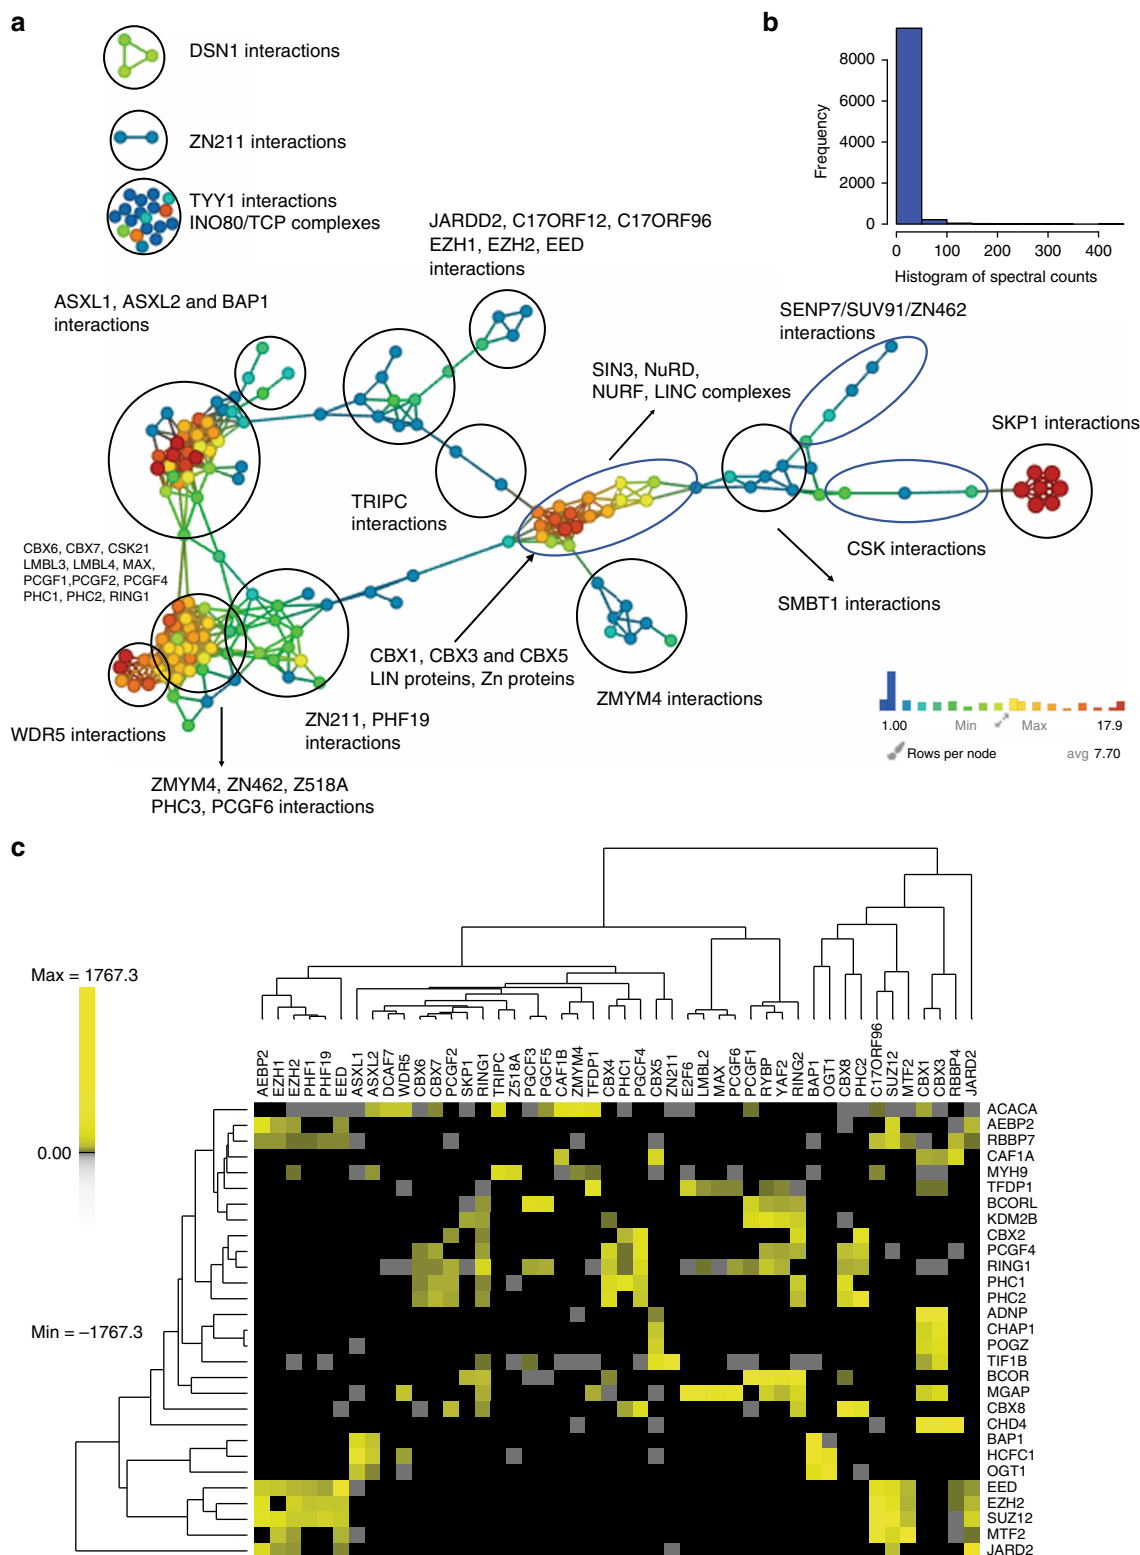 a
DSN1 interactions
ZN211 interactions
TYY1 interactions
INO80/TCP complexes
JARDD2, C17ORF12, C17ORF96
EZH1, EZH2, EED
interactions
ASXL1, ASXL2 and BAP1
interactions
SENP7/SUV91/ZN462
interactions
SIN3, NuRD,
NURF, LINC complexes
SKP1 interactions
TRIPC
interactions
CBX6, CBX7, CSK21
LMBL3, LMBL4, MAX,
PCGF1,PCGF2, PCGF4
PHC1, PHC2, RING1
CSK interactions
SMBT1 interactions
CBX1, CBX3 and CBX5
LIN proteins, Zn proteins
ZMYM4 interactions
ZN211, PHF19
interactions
WDR5 interactions
ZMYM4, ZN462, Z518A
PHC3, PCGF6 interactions
1.00 Min Max 17.9
Rows per node avg 7.70
b
Frequency
8000
6000
4000
2000
0
0 100 200 300 400
Histogram of spectral counts
c
Max = 1767.3
0.00
Min = –1767.3
AEBP2
EZH1
EZH2
PHF1
PHF19
EED
ASXL1
ASXL2
DCAF7
WDR5
CBX6
CBX7
PCGF2
SKP1
RING1
TRIPC
Z518A
PGCF3
PGCF5
CAF1B
ZMYM4
TFDP1
CBX4
PHC1
PGCF4
CBX5
ZN211
E2F6
LMBL2
MAX
PCGF6
PCGF1
RYBP
YAF2
RING2
BAP1
OGT1
CBX8
PHC2
C17ORF96
SUZ12
MTF2
CBX1
CBX3
RBBP4
JARD2
ACACA
AEBP2
RBBP7
CAF1A
MYH9
TFDP1
BCORL
KDM2B
CBX2
PCGF4
RING1
PHC1
PHC2
ADNP
CHAP1
POGZ
TIF1B
BCOR
MGAP
CBX8
CHD4
BAP1
HCFC1
OGT1
EED
EZH2
SUZ12
MTF2
JARD2